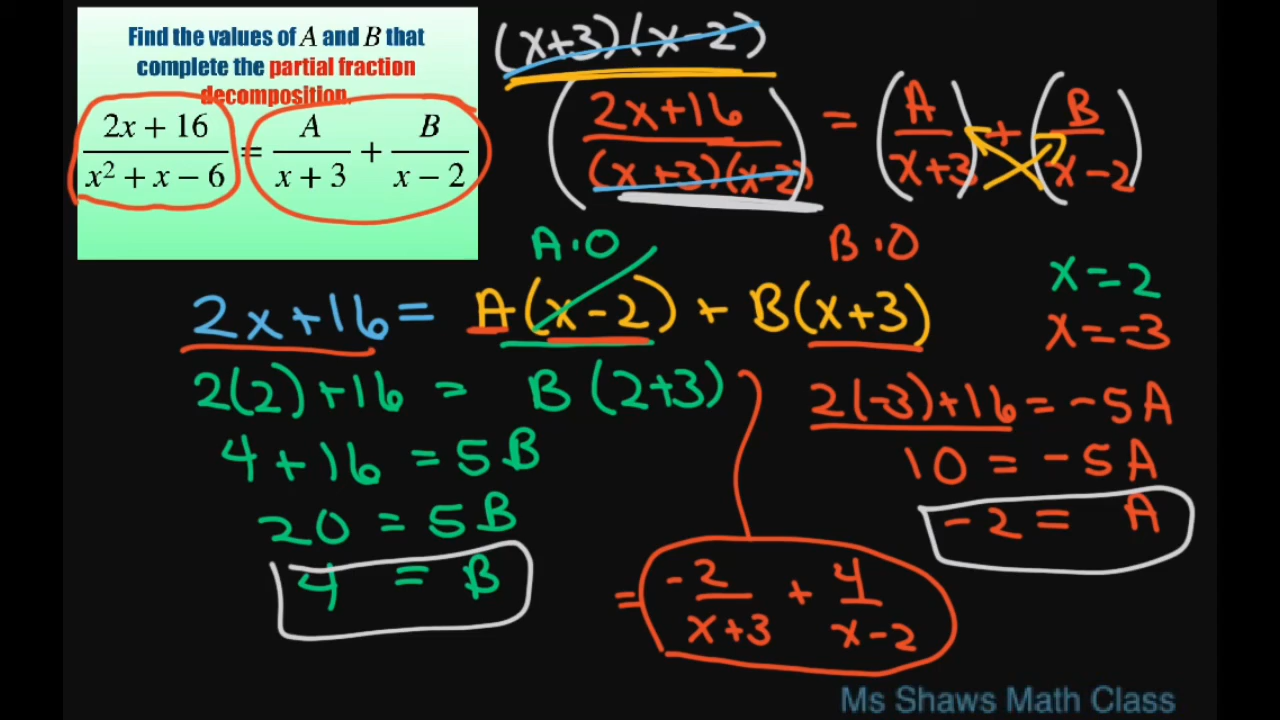 Find the values of A and B that
complete the partial fraction
decomposition.
2x + 16 / x² + x − 6 = A / x + 3 + B / x − 2
(x+3)(x-2)
(2x+16 / (x+3)(x-2)) = (A / x+3) + (B / x-2)
A·0
B·0
2x+16 = A(x-2) + B(x+3)
x=2
x=-3
2(2)+16 = B(2+3)
4+16 = 5B
20 = 5B
4 = B
2(-3)+16 = -5A
10 = -5A
-2 = A
= -2 / x+3 + 4 / x-2
Ms Shaws Math Class